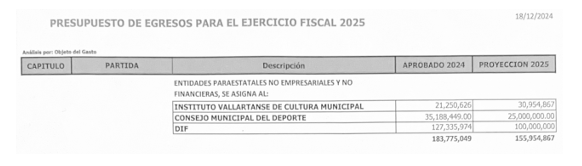 PRESUPUESTO DE EGRESOS PARA EL EJERCICIO FISCAL 2025
18/12/2024
Análisis por: Objeto del Gasto
CAPITULO PARTIDA Descripción APROBADO 2024 PROYECCION 2025
ENTIDADES PARAESTATALES NO EMPRESARIALES Y NO
FINANCIERAS, SE ASIGNA AL:
INSTITUTO VALLARTANSE DE CULTURA MUNICIPAL 21,250,626 30,954,867
CONSEJO MUNICIPAL DEL DEPORTE 35,188,449.00 25,000,000.00
DIF 127,335,974 100,000,000
183,775,049 155,954,867